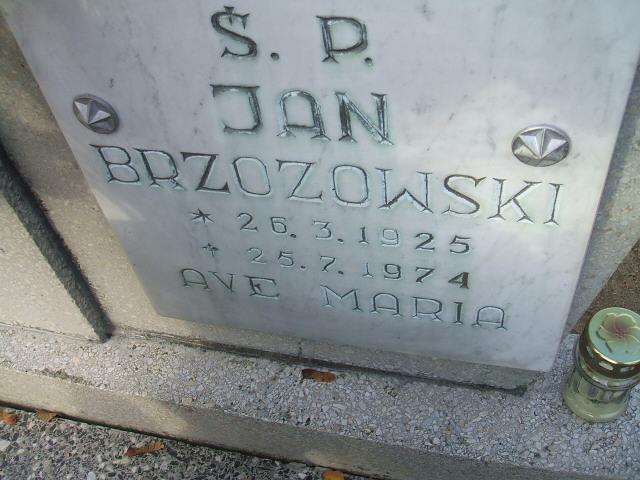 Ś. P.
JAN
BRZOZOWSKI
* 26.3.1925
† 25.7.1974
AVE MARIA